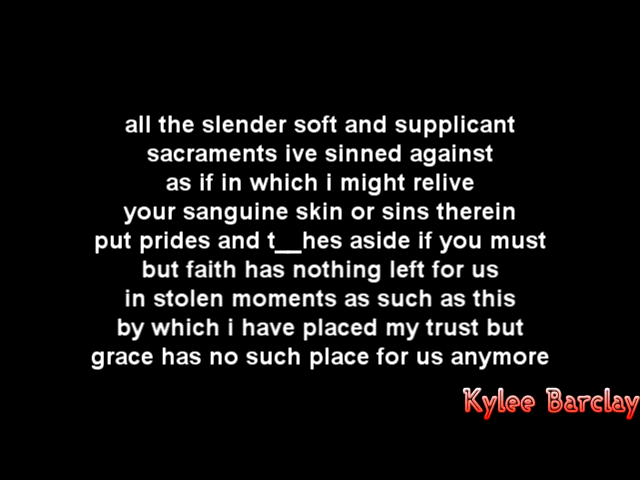 all the slender soft and supplicant
sacraments ive sinned against
as if in which i might relive
your sanguine skin or sins therein
put prides and t__hes aside if you must
but faith has nothing left for us
in stolen moments as such as this
by which i have placed my trust but
grace has no such place for us anymore
Kylee Barclay